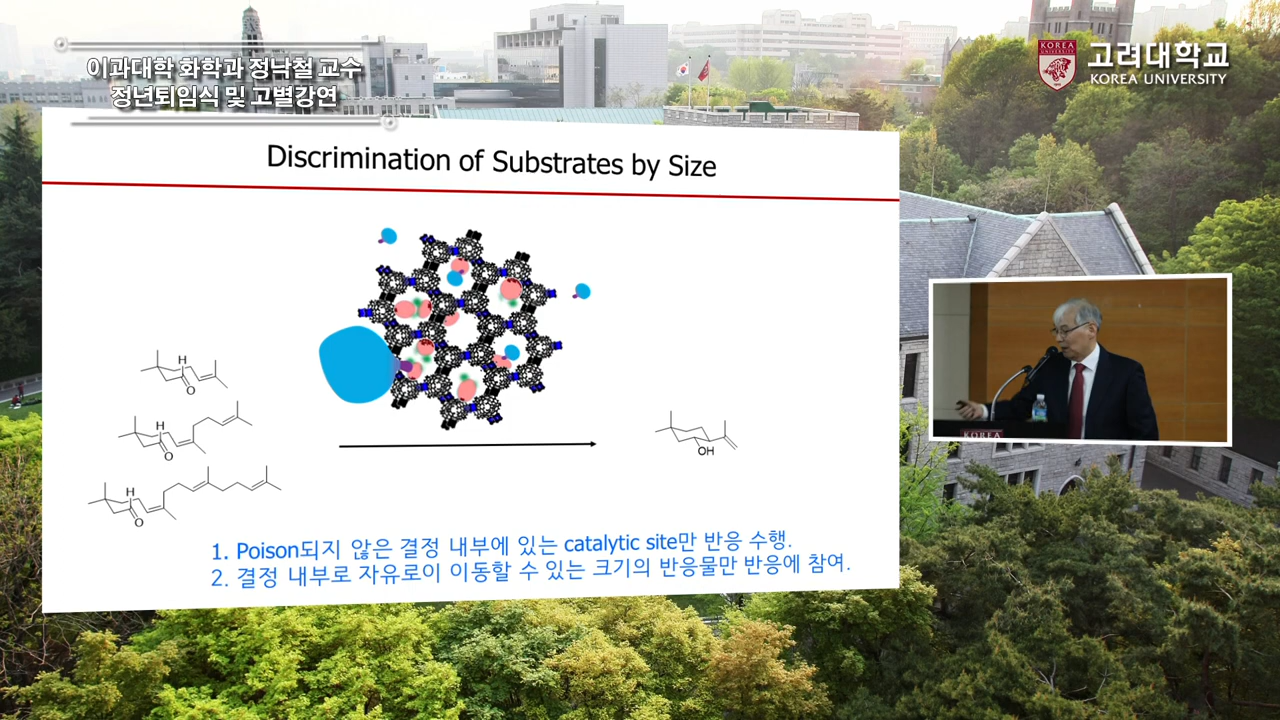 이과대학 화학과 정낙철 교수
정년퇴임식 및 고별강연
KOREA UNIVERSITY
고려대학교
KOREA UNIVERSITY
Discrimination of Substrates by Size
H
O
H
O
H
O
OH
1. Poison되지 않은 결정 내부에 있는 catalytic site만 반응 수행.
2. 결정 내부로 자유로이 이동할 수 있는 크기의 반응물만 반응에 참여.
KOREA